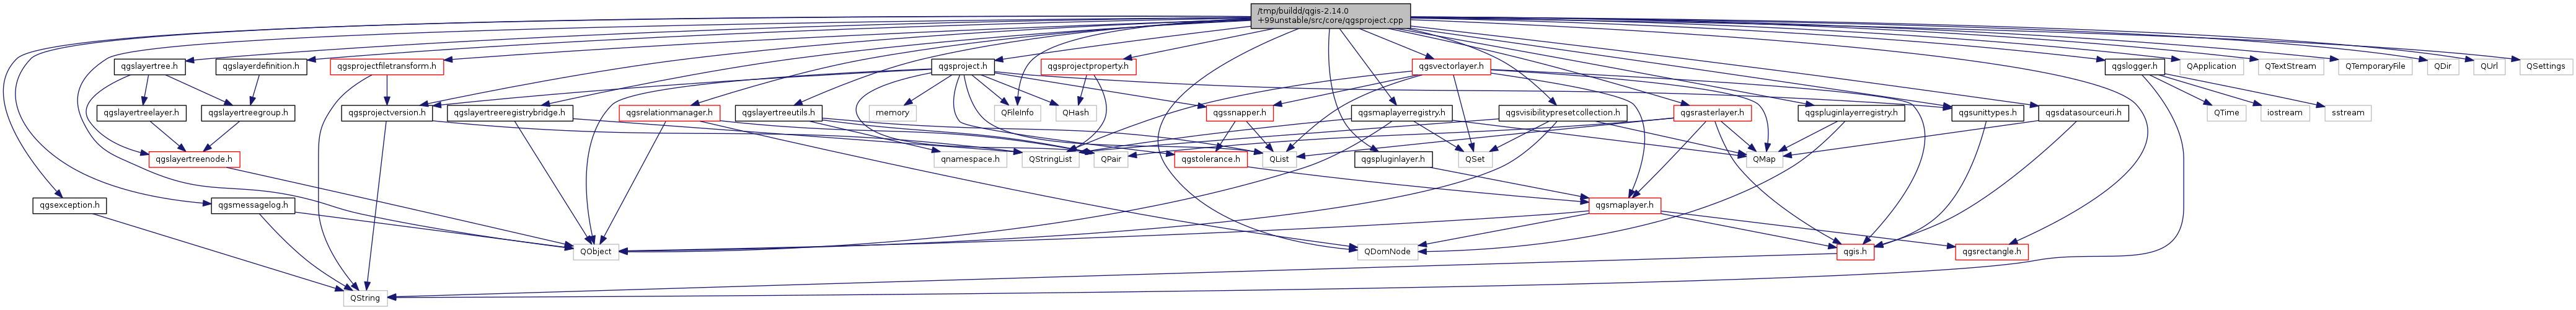 /tmp/buildd/qgis-2.14.0
+99unstable/src/core/qgsproject.cpp
qgslayertree.h
qgslayerdefinition.h
qgsprojectfiletransform.h
qgsproject.h
qgsprojectproperty.h
qgsvectorlayer.h
qgslogger.h
QApplication
QTextStream
QTemporaryFile
QDir
QUrl
QSettings
qgslayertreelayer.h
qgslayertreegroup.h
qgsprojectversion.h
qgslayertreeregistrybridge.h
qgsrelationmanager.h
qgslayertreeutils.h
memory
QFileInfo
QHash
qgssnapper.h
qgsmaplayerregistry.h
qgsvisibilitypresetcollection.h
qgsrasterlayer.h
qgspluginlayerregistry.h
qgsunittypes.h
qgsdatasourceuri.h
QTime
iostream
sstream
qgslayertreenode.h
qnamespace.h
QStringList
QPair
qgstolerance.h
QList
qgspluginlayer.h
QSet
QMap
qgsexception.h
qgsmessagelog.h
qgsmaplayer.h
QObject
QDomNode
qgis.h
qgsrectangle.h
QString